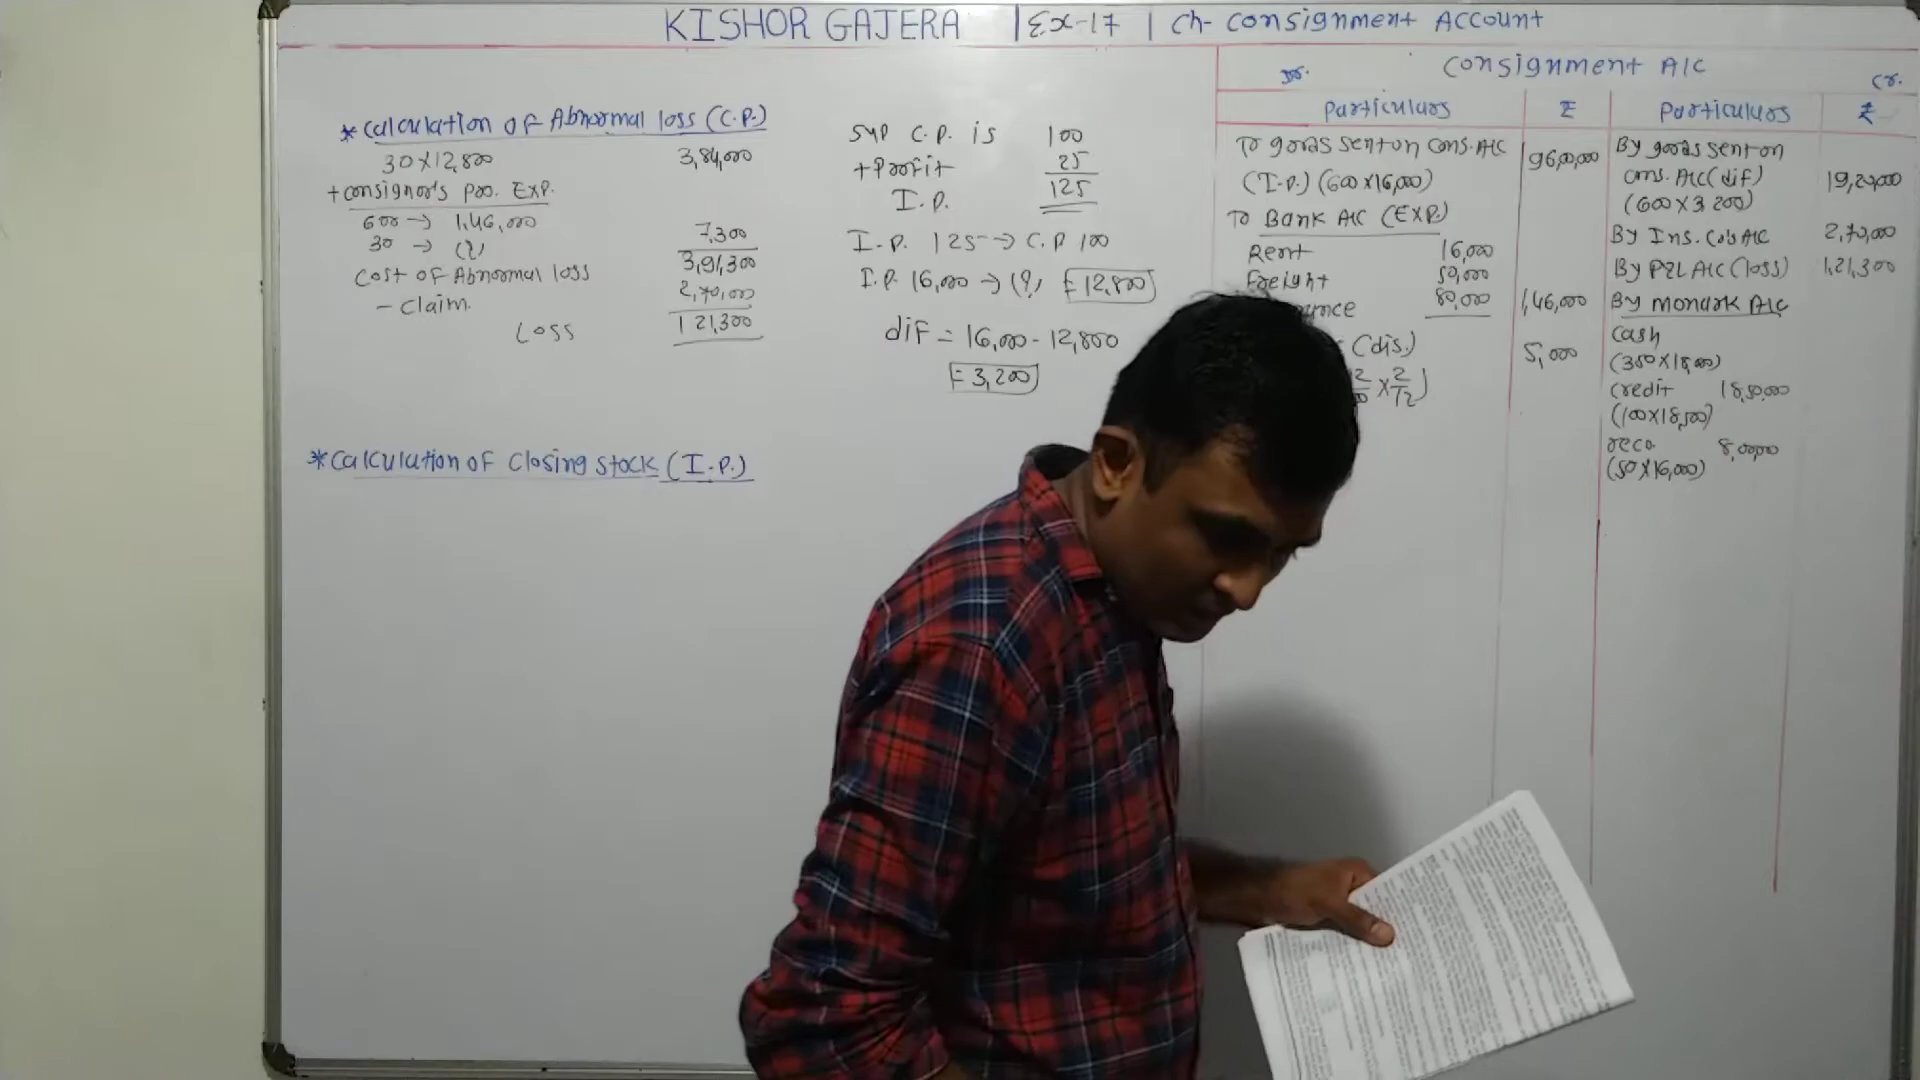 KISHOR GAJERA | Ex-17 | Ch- Consignment Account
* Calculation of Abnormal loss (C.P.)
30 X 12,800 3,84,000
+ Consignor's pro. Exp.
600 → 1,46,000
30 → (?) 7,300
Cost of Abnormal loss 3,91,300
- Claim. 2,70,000
Loss 1,21,300
* Calculation of Closing Stock (I.P.)
Sup C.P. is 100
+ Profit 25
I.P. 125
I.P. 125 → C.P 100
I.P. 16,000 → (?) = 12,800
dif = 16,000 - 12,800
= 3,200
Consignment A/C
Dr. Cr.
Particulars ₹ Particulars ₹
To goods sent on Cons. A/C 96,00,000
(I.P.) (600 X 16,000)
To Bank A/C (EXP.)
Rent 16,000
Freight 50,000
80,000 1,46,000
(dis.) 5,000
X 2/12)
By goods sent on
Cons. A/C (dif) 19,20,000
(600 X 3,200)
By Ins. Co's A/C 2,70,000
By P&L A/C (loss) 1,21,300
By Monark A/C
Cash
(350 X 18,000)
Credit 18,50,000
(100 X 18,500)
reco. 8,00,000
(50 X 16,000)